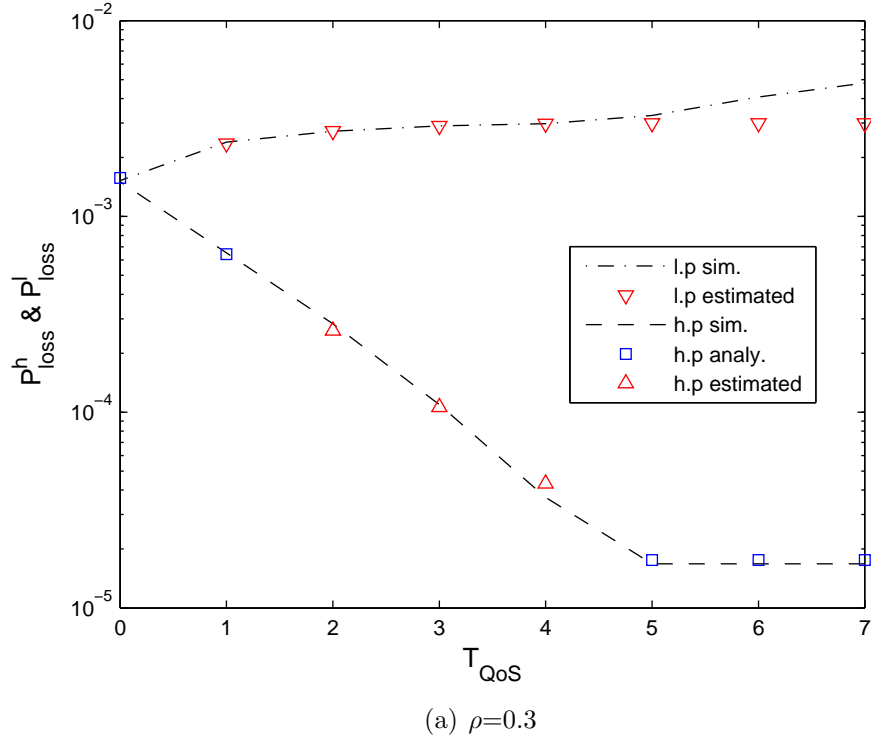 10^-2
10^-3
10^-4
10^-5
P^h_loss & P^l_loss
l.p sim.
l.p estimated
h.p sim.
h.p analy.
h.p estimated
0 1 2 3 4 5 6 7
T_QoS
(a) ρ=0.3